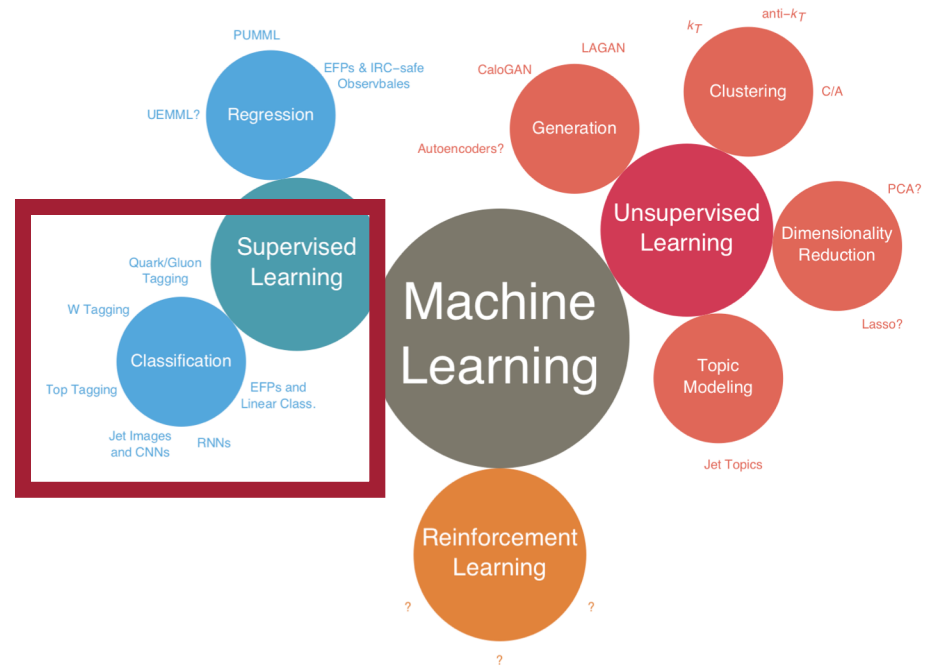 PUMML
EFPs & IRC−safe
Observbales
UEMML?
Regression
Supervised
Learning
Quark/Gluon
Tagging
W Tagging
Classification
Top Tagging
EFPs and
Linear Class.
Jet Images
and CNNs
RNNs
Machine
Learning
LAGAN
CaloGAN
Generation
Autoencoders?
kT
anti−kT
Clustering
C/A
Unsupervised
Learning
PCA?
Dimensionality
Reduction
Lasso?
Topic
Modeling
Jet Topics
Reinforcement
Learning
?
?
?